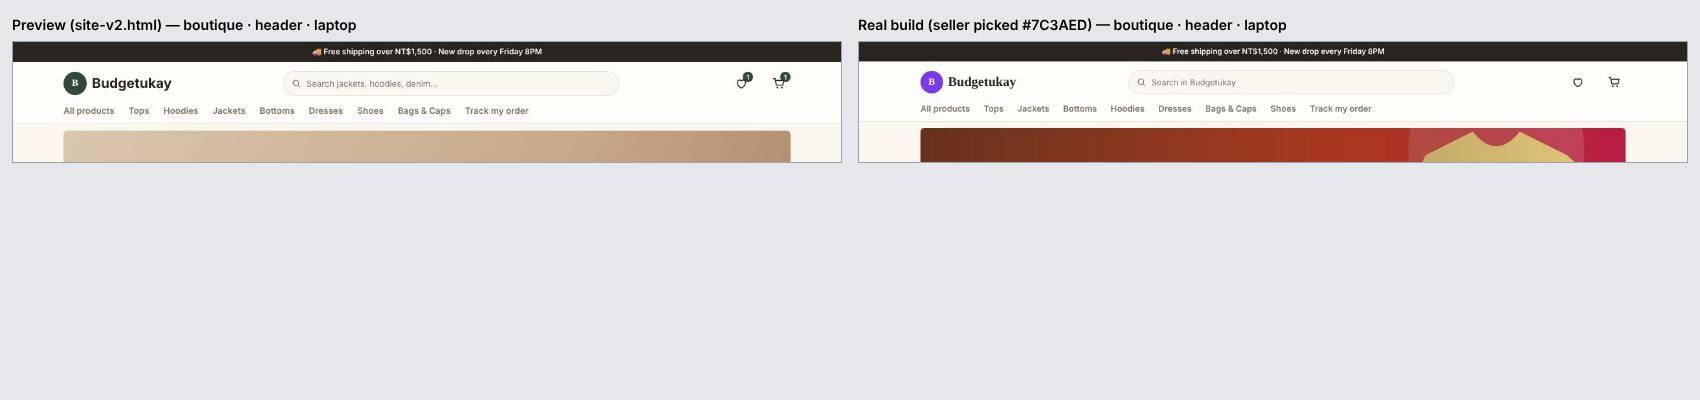 Preview (site-v2.html) — boutique · header · laptop
🚚 Free shipping over NT$1,500 · New drop every Friday 8PM
B Budgetukay
Search jackets, hoodies, denim...
1 1
All products Tops Hoodies Jackets Bottoms Dresses Shoes Bags & Caps Track my order
Real build (seller picked #7C3AED) — boutique · header · laptop
🚚 Free shipping over NT$1,500 · New drop every Friday 8PM
B Budgetukay
Search in Budgetukay
All products Tops Jackets Bottoms Hoodies Dresses Bags & Caps Shoes Track my order